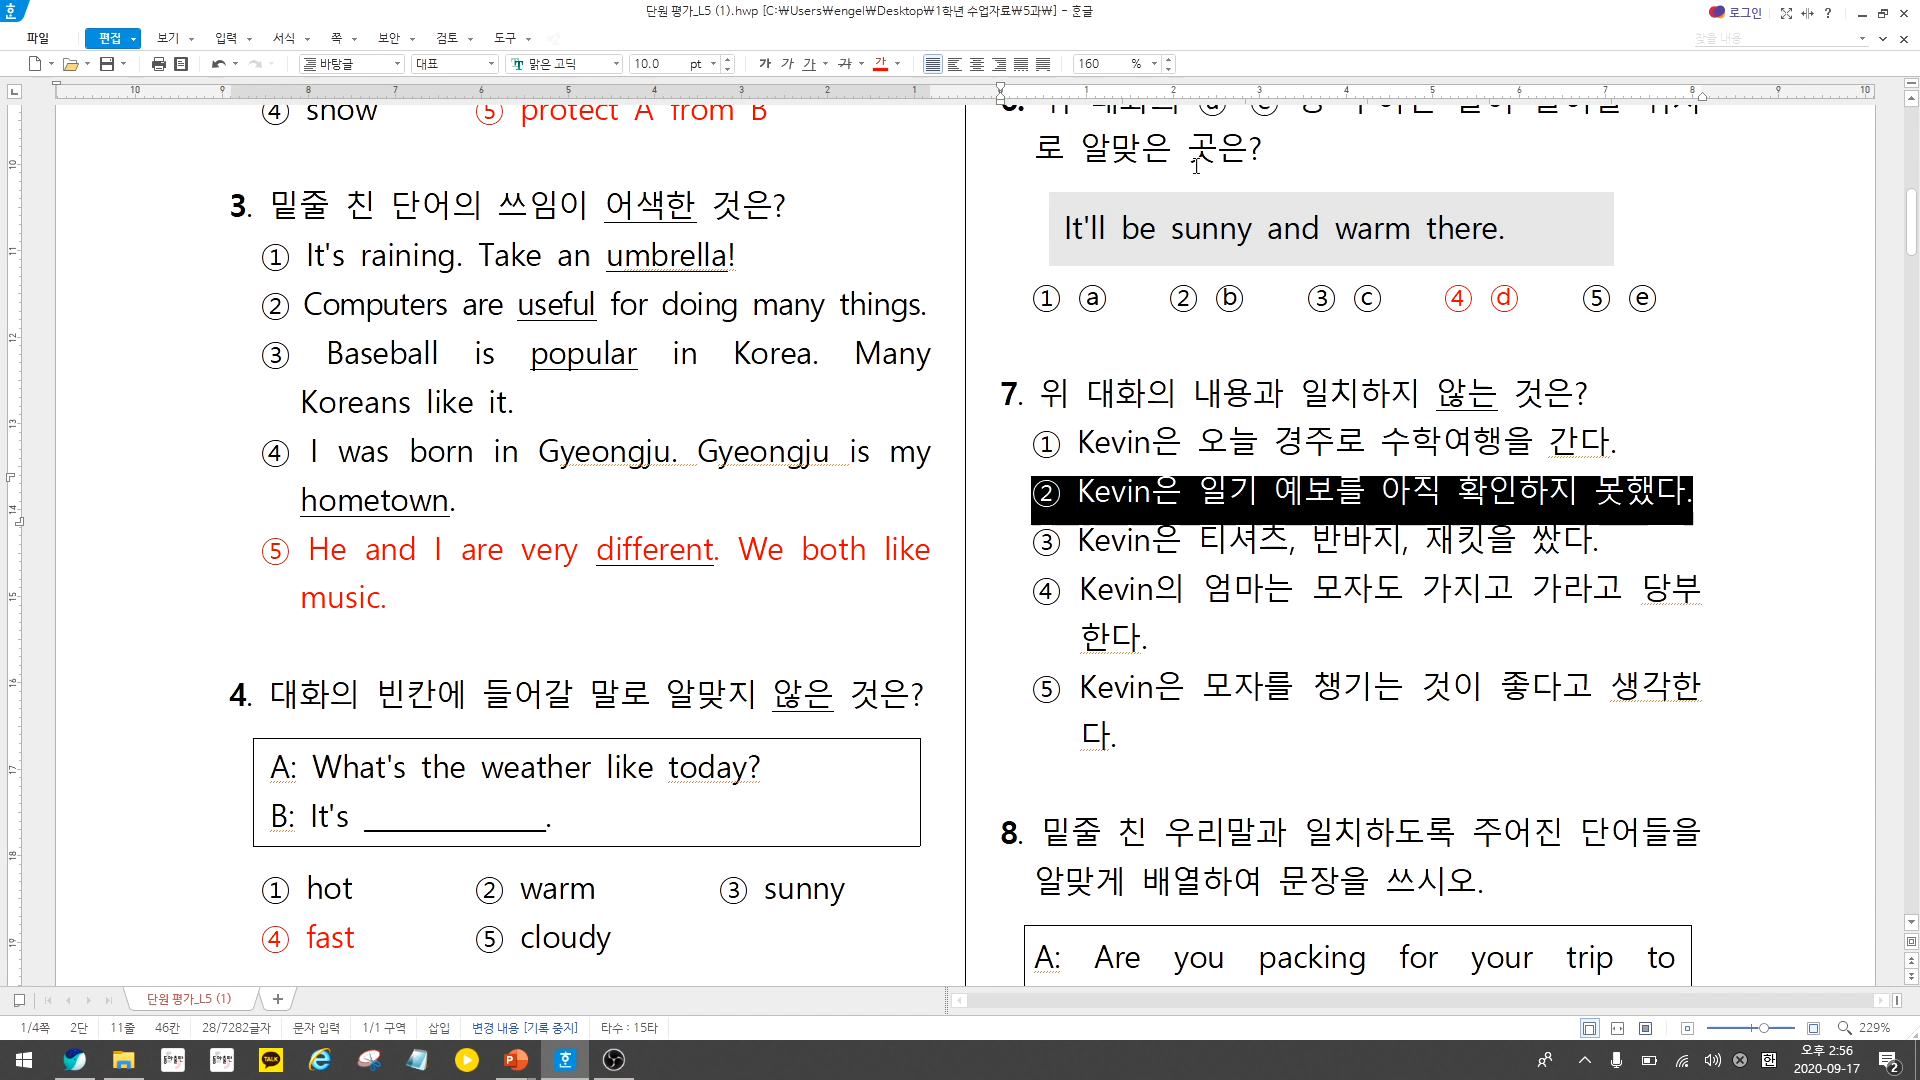 단원 평가_L5 (1).hwp [C:₩Users₩engel₩Desktop₩1학년 수업자료₩5과₩] - 훈글
로그인
파일 편집 보기 입력 서식 쪽 보안 검토 도구
찾을 내용
바탕글 대표 맑은 고딕 10.0 pt 가 가 가 가 가 160 %
④ show ⑤ protect A from B
3. 밑줄 친 단어의 쓰임이 어색한 것은?
① It's raining. Take an umbrella!
② Computers are useful for doing many things.
③ Baseball is popular in Korea. Many
Koreans like it.
④ I was born in Gyeongju. Gyeongju is my
hometown.
⑤ He and I are very different. We both like
music.
4. 대화의 빈칸에 들어갈 말로 알맞지 않은 것은?
A: What's the weather like today?
B: It's ____________.
① hot ② warm ③ sunny
④ fast ⑤ cloudy
로 알맞은 곳은?
It'll be sunny and warm there.
① ⓐ ② ⓑ ③ ⓒ ④ ⓓ ⑤ ⓔ
7. 위 대화의 내용과 일치하지 않는 것은?
① Kevin은 오늘 경주로 수학여행을 간다.
② Kevin은 일기 예보를 아직 확인하지 못했다.
③ Kevin은 티셔츠, 반바지, 재킷을 쌌다.
④ Kevin의 엄마는 모자도 가지고 가라고 당부
한다.
⑤ Kevin은 모자를 챙기는 것이 좋다고 생각한
다.
8. 밑줄 친 우리말과 일치하도록 주어진 단어들을
알맞게 배열하여 문장을 쓰시오.
A: Are you packing for your trip to
단원 평가_L5 (1)
1/4쪽 2단 11줄 46칸 28/7282글자 문자 입력 1/1 구역 삽입 변경 내용 [기록 중지] 타수 : 15타 229%
오후 2:56
2020-09-17